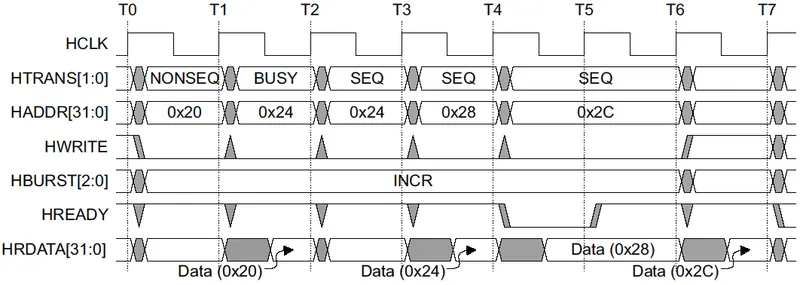 T0 T1 T2 T3 T4 T5 T6 T7
HCLK
HTRANS[1:0] NONSEQ BUSY SEQ SEQ SEQ
HADDR[31:0] 0x20 0x24 0x24 0x28 0x2C
HWRITE
HBURST[2:0] INCR
HREADY
HRDATA[31:0] Data (0x28)
Data (0x20) Data (0x24) Data (0x2C)